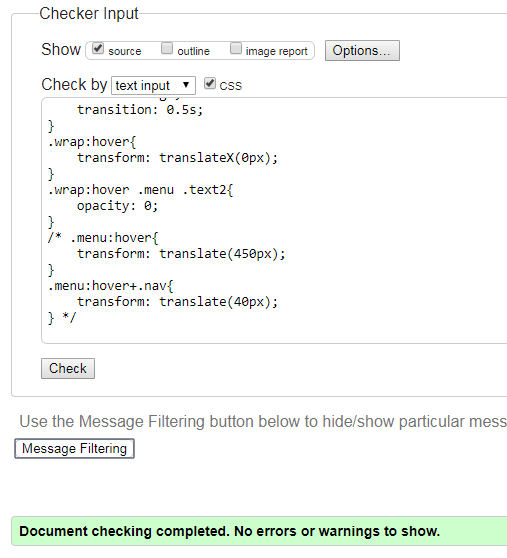 Checker Input
Show source outline image report Options...
Check by text input css
transition: 0.5s;
}
.wrap:hover{
transform: translateX(0px);
}
.wrap:hover .menu .text2{
opacity: 0;
}
/* .menu:hover{
transform: translate(450px);
}
.menu:hover+.nav{
transform: translate(40px);
} */
Check
Use the Message Filtering button below to hide/show particular mess
Message Filtering
Document checking completed. No errors or warnings to show.